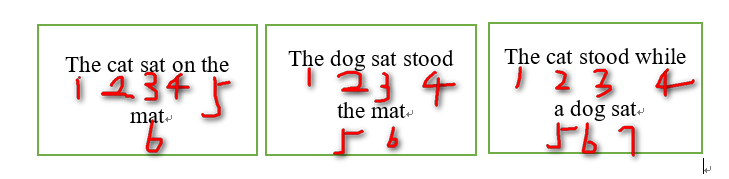 The cat sat on the
1 2 3 4 5
mat
6
The dog sat stood
1 2 3 4
the mat
5 6
The cat stood while
1 2 3 4
a dog sat
5 6 7